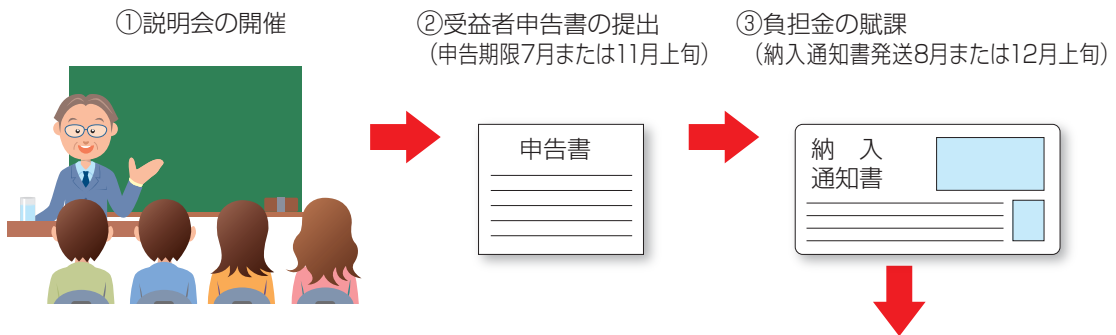 ①説明会の開催
②受益者申告書の提出
（申告期限7月または11月上旬）
③負担金の賦課
（納入通知書発送8月または12月上旬）
申告書
納　入
通知書